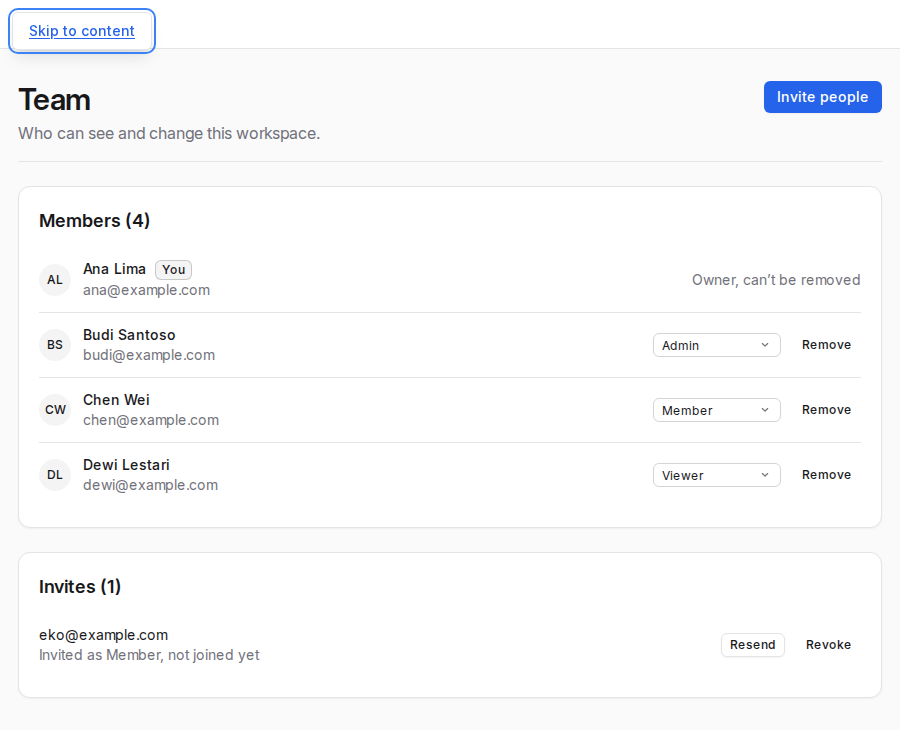 Skip to content
Team
Invite people
Who can see and change this workspace.
Members (4)
AL
Ana Lima You
ana@example.com
Owner, can’t be removed
BS
Budi Santoso
budi@example.com
Admin
Remove
CW
Chen Wei
chen@example.com
Member
Remove
DL
Dewi Lestari
dewi@example.com
Viewer
Remove
Invites (1)
eko@example.com
Invited as Member, not joined yet
Resend
Revoke